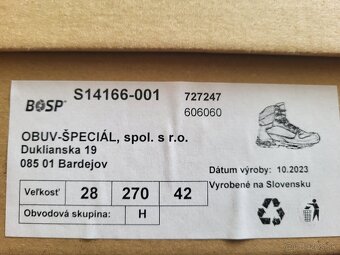 BOSP
S14166-001
727247
606060
OBUV-ŠPECIÁL, spol. s r.o.
Duklianska 19
085 01 Bardejov
Dátum výroby: 10.2023
Vyrobené na Slovensku
Veľkosť 28 270 42
Obvodová skupina: H